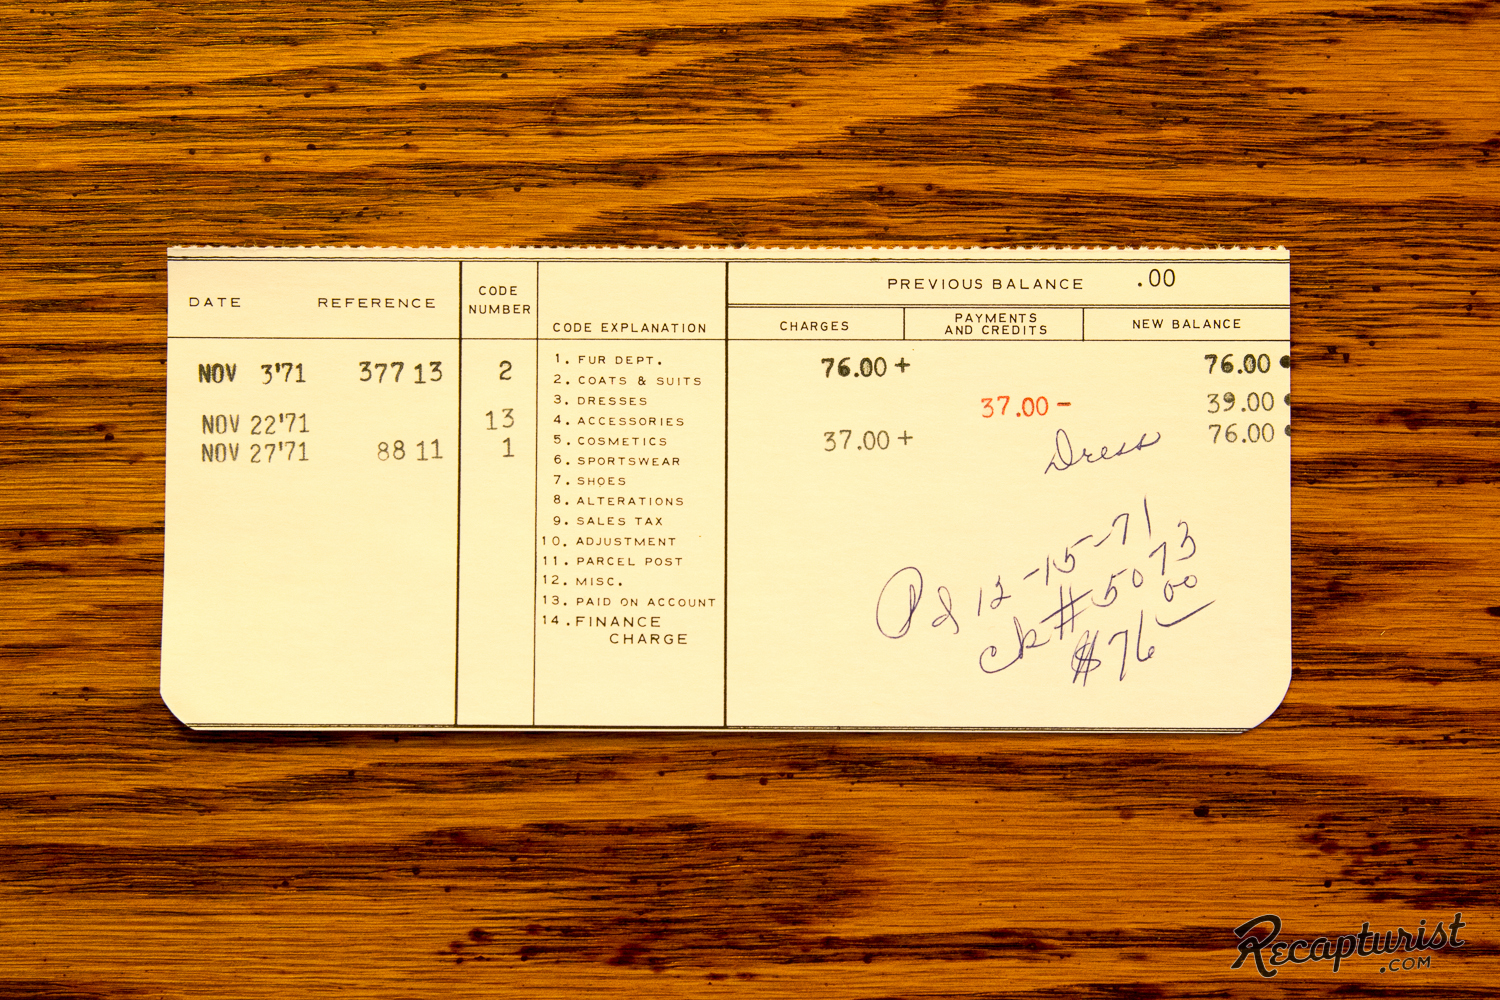 PREVIOUS BALANCE .00
DATE REFERENCE CODE NUMBER CODE EXPLANATION CHARGES PAYMENTS AND CREDITS NEW BALANCE
NOV 3'71 377 13 2 76.00 + 76.00
37.00 - 39.00
NOV 22'71 13
NOV 27'71 88 11 1 37.00 + 76.00
1. FUR DEPT.
2. COATS & SUITS
3. DRESSES
4. ACCESSORIES
5. COSMETICS
6. SPORTSWEAR
7. SHOES
8. ALTERATIONS
9. SALES TAX
10. ADJUSTMENT
11. PARCEL POST
12. MISC.
13. PAID ON ACCOUNT
14. FINANCE
CHARGE
Dress
Pd 12-15-71
ck # 5073
$76 00
Recapturist
.COM